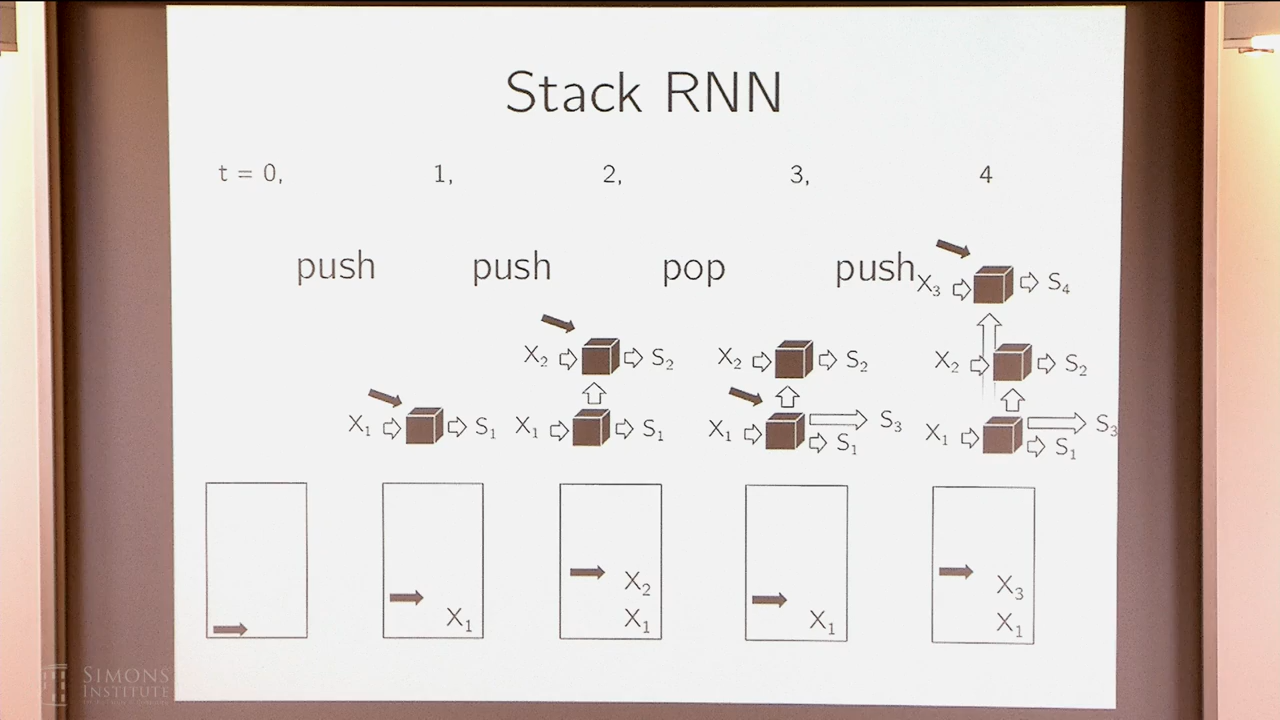 Stack RNN
t = 0, 1, 2, 3, 4
push push pop push
X₃ S₄
X₂ S₂ X₂ S₂ X₂ S₂
X₁ S₁ X₁ S₁ X₁ S₁ S₃ X₁ S₁ S₃
X₂ X₃
X₁ X₁ X₁ X₁
SIMONS
INSTITUTE